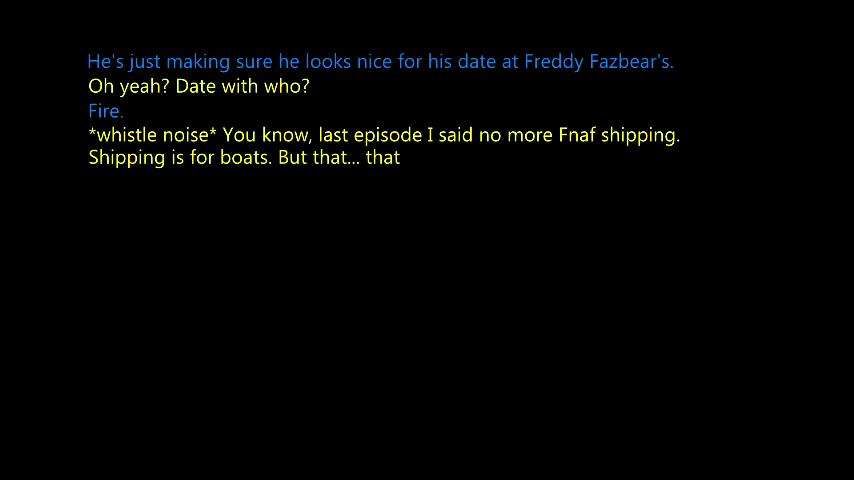 He's just making sure he looks nice for his date at Freddy Fazbear's.
Oh yeah? Date with who?
Fire.
*whistle noise* You know, last episode I said no more Fnaf shipping.
Shipping is for boats. But that... that